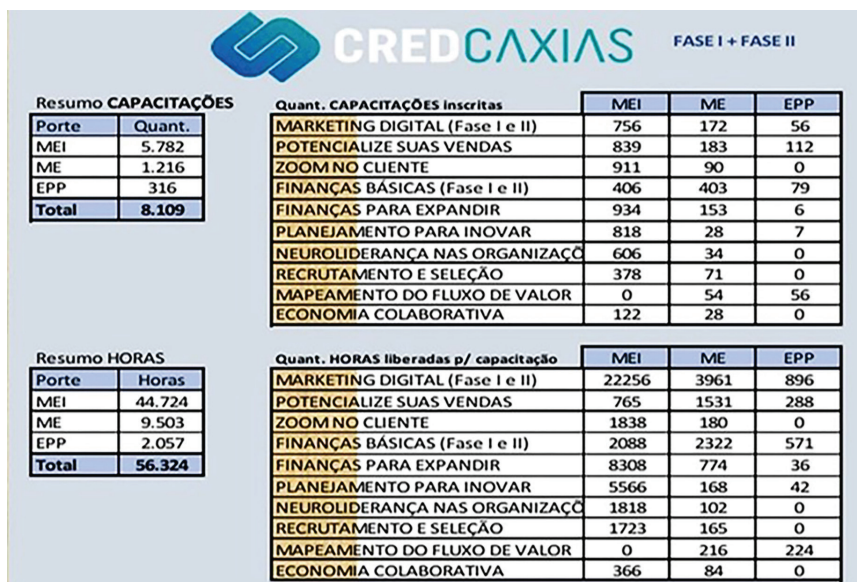 CREDCAXIAS
FASE I + FASE II
Resumo CAPACITAÇÕES
Porte Quant.
MEI 5.782
ME 1.216
EPP 316
Total 8.109
Quant. CAPACITAÇÕES inscritas MEI ME EPP
MARKETING DIGITAL (Fase I e II) 756 172 56
POTENCIALIZE SUAS VENDAS 839 183 112
ZOOM NO CLIENTE 911 90 0
FINANÇAS BÁSICAS (Fase I e II) 406 403 79
FINANÇAS PARA EXPANDIR 934 153 6
PLANEJAMENTO PARA INOVAR 818 28 7
NEUROLIDERANÇA NAS ORGANIZAÇÕ 606 34 0
RECRUTAMENTO E SELEÇÃO 378 71 0
MAPEAMENTO DO FLUXO DE VALOR 0 54 56
ECONOMIA COLABORATIVA 122 28 0
Resumo HORAS
Porte Horas
MEI 44.724
ME 9.503
EPP 2.057
Total 56.324
Quant. HORAS liberadas p/ capacitação MEI ME EPP
MARKETING DIGITAL (Fase I e II) 22256 3961 896
POTENCIALIZE SUAS VENDAS 765 1531 288
ZOOM NO CLIENTE 1838 180 0
FINANÇAS BÁSICAS (Fase I e II) 2088 2322 571
FINANÇAS PARA EXPANDIR 8308 774 36
PLANEJAMENTO PARA INOVAR 5566 168 42
NEUROLIDERANÇA NAS ORGANIZAÇÕ 1818 102 0
RECRUTAMENTO E SELEÇÃO 1723 165 0
MAPEAMENTO DO FLUXO DE VALOR 0 216 224
ECONOMIA COLABORATIVA 366 84 0